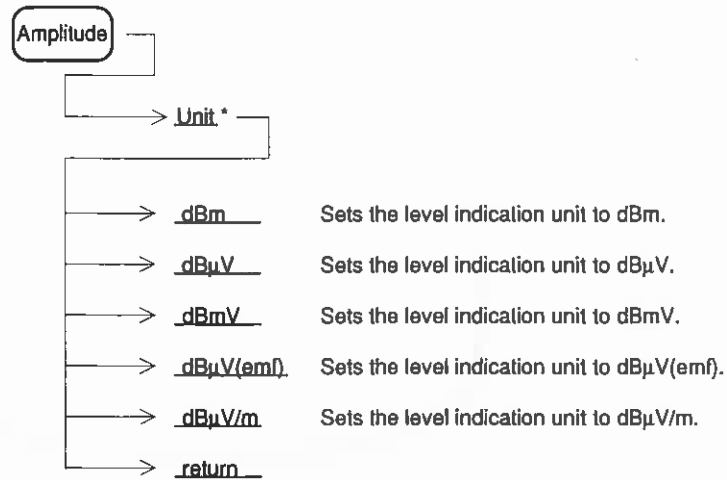 Amplitude
Unit *
dBm Sets the level indication unit to dBm.
dBμV Sets the level indication unit to dBμV.
dBmV Sets the level indication unit to dBmV.
dBμV(emf) Sets the level indication unit to dBμV(emf).
dBμV/m Sets the level indication unit to dBμV/m.
return